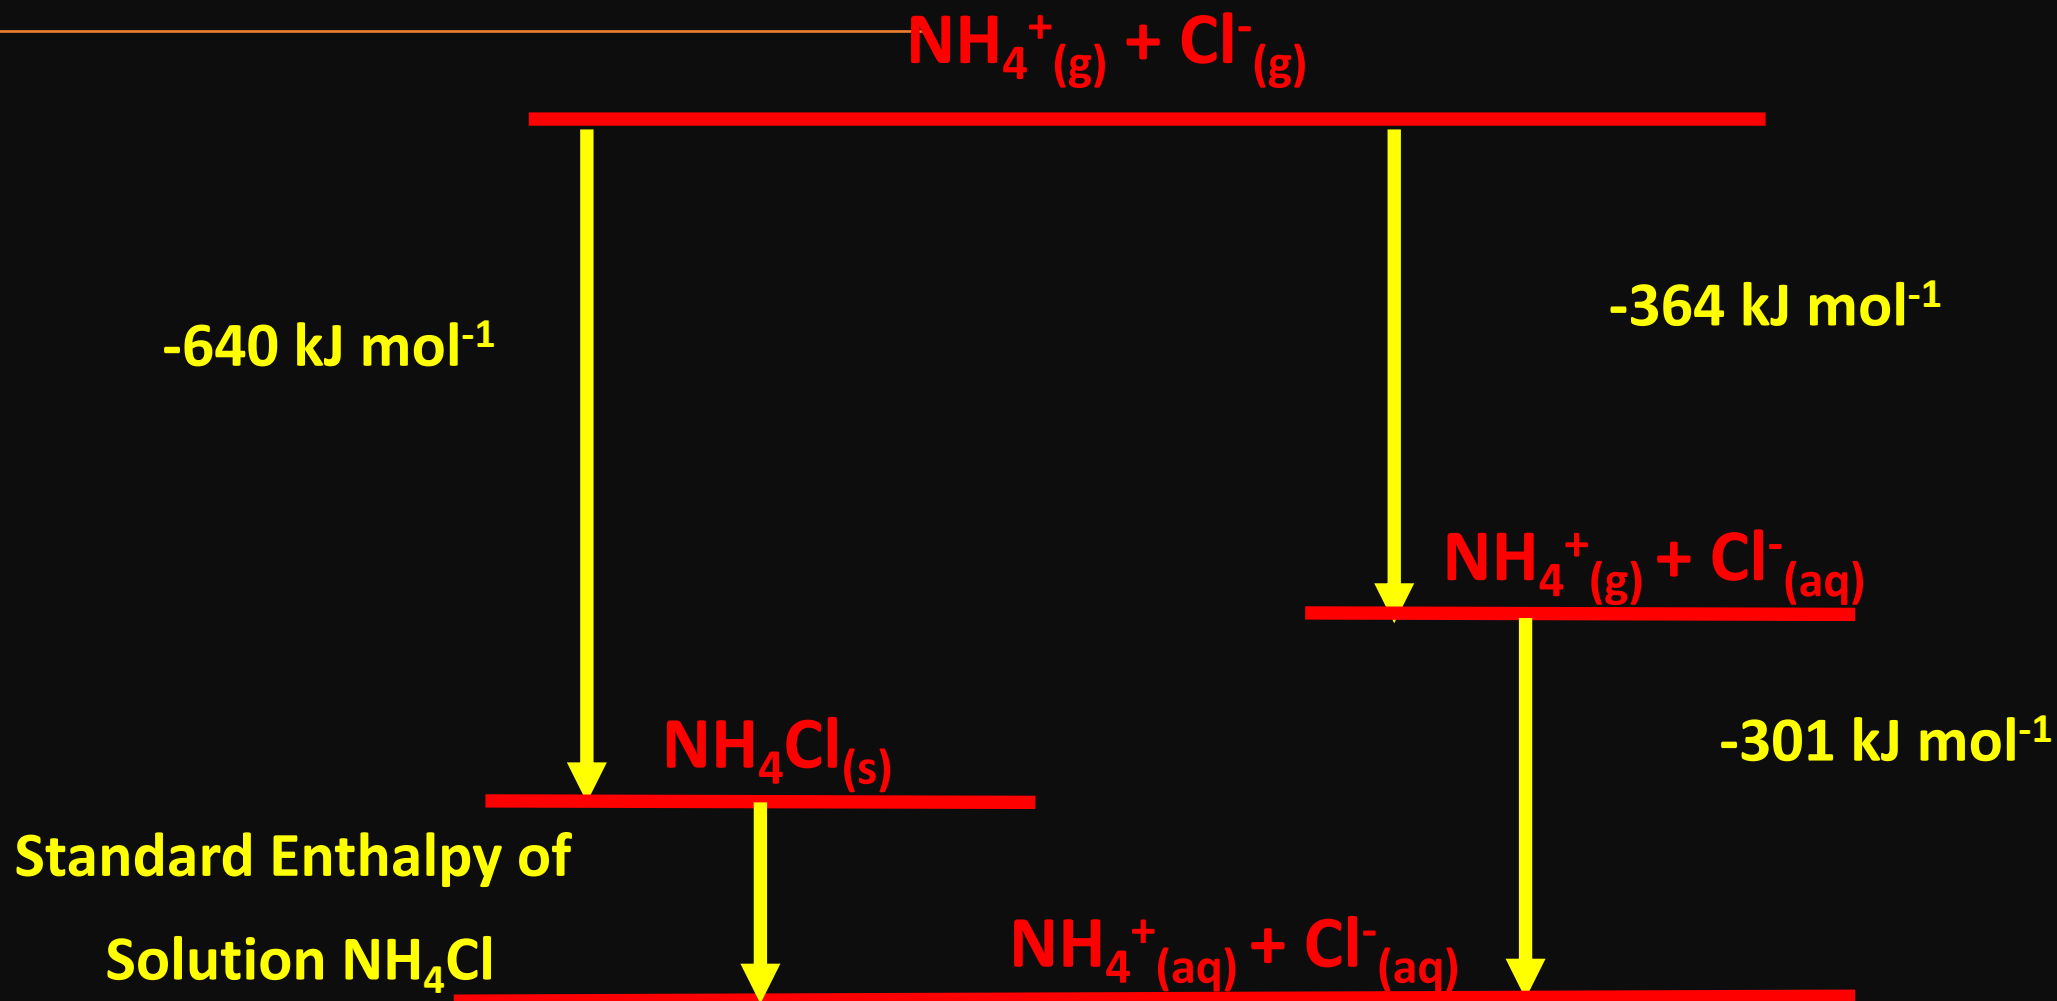 NH₄⁺(g) + Cl⁻(g)
-640 kJ mol⁻¹
-364 kJ mol⁻¹
NH₄⁺(g) + Cl⁻(aq)
NH₄Cl(s)
-301 kJ mol⁻¹
Standard Enthalpy of
Solution NH₄Cl
NH₄⁺(aq) + Cl⁻(aq)